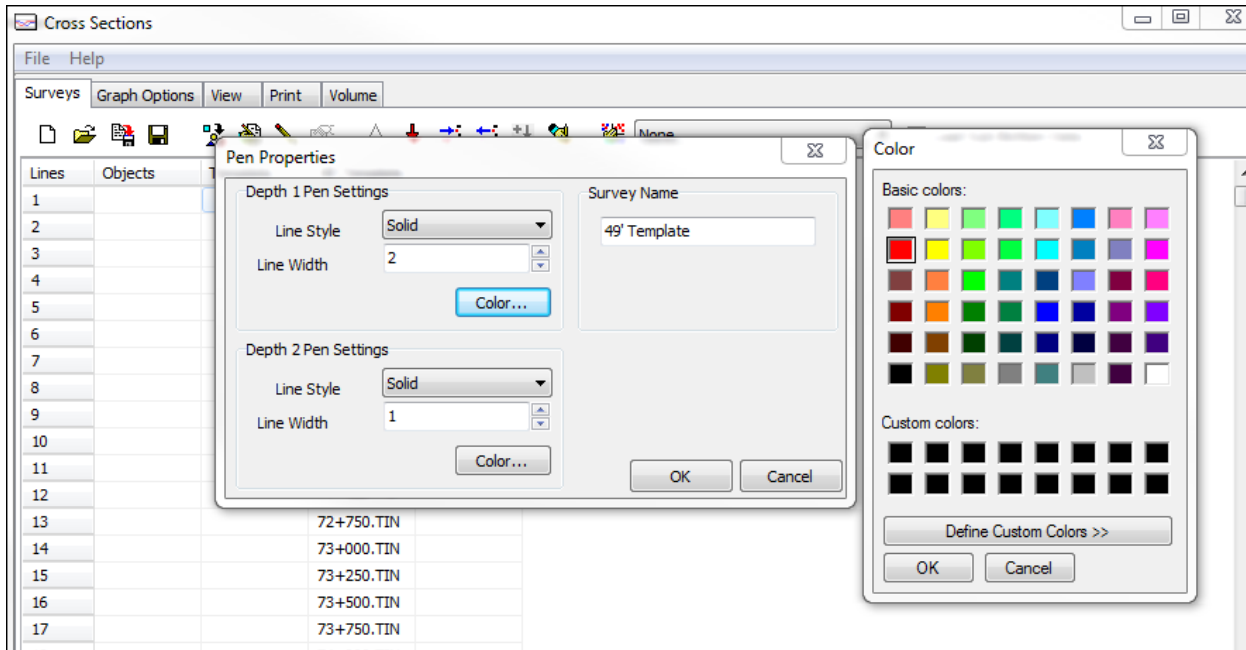 Cross Sections
File Help
Surveys Graph Options View Print Volume
None
Lines Objects
1
2
3
4
5
6
7
8
9
10
11
12
13 72+750.TIN
14 73+000.TIN
15 73+250.TIN
16 73+500.TIN
17 73+750.TIN
Pen Properties
Depth 1 Pen Settings
Line Style Solid
Line Width 2
Color...
Depth 2 Pen Settings
Line Style Solid
Line Width 1
Color...
Survey Name
49' Template
OK Cancel
Color
Basic colors:
Custom colors:
Define Custom Colors >>
OK Cancel